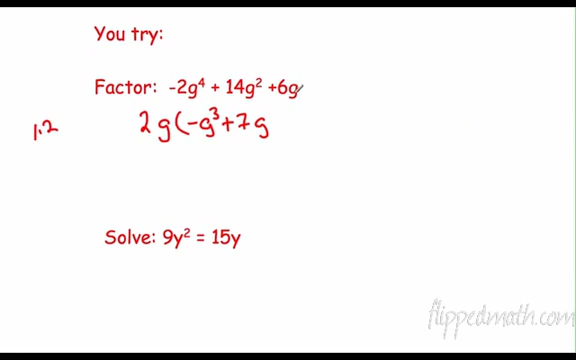 You try:
Factor: -2g⁴ + 14g² +6g
1·2 2g(-g³+7g
Solve: 9y² = 15y
flippedmath.com